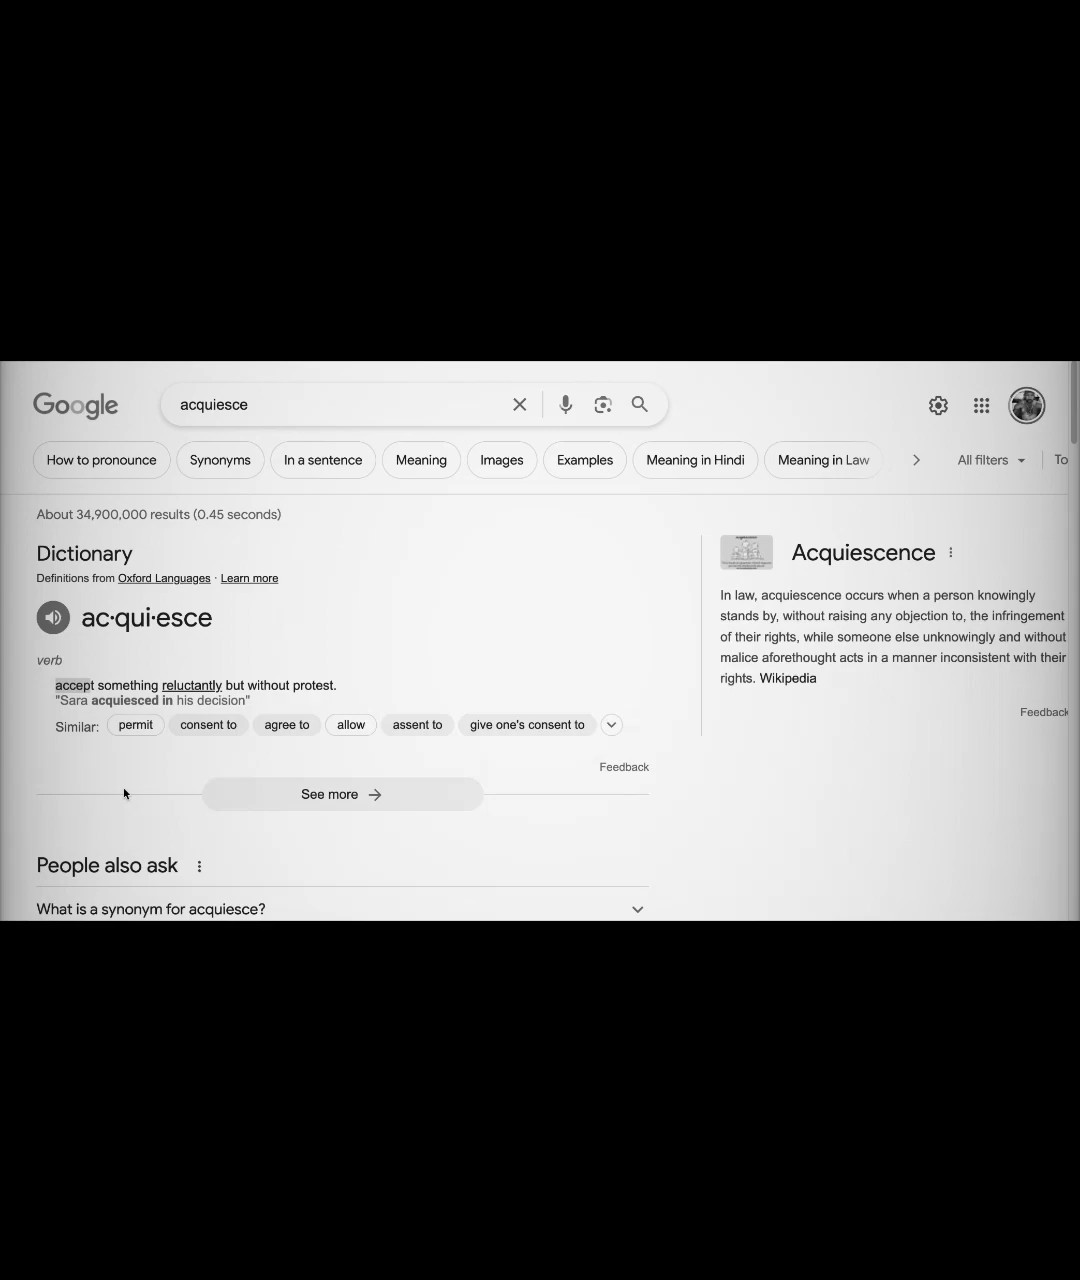 Google
acquiesce
How to pronounce Synonyms In a sentence Meaning Images Examples Meaning in Hindi Meaning in Law All filters To
About 34,900,000 results (0.45 seconds)
Dictionary
Definitions from Oxford Languages · Learn more
ac·qui·esce
verb
accept something reluctantly but without protest.
"Sara acquiesced in his decision"
Similar: permit consent to agree to allow assent to give one's consent to
Feedback
See more
People also ask
What is a synonym for acquiesce?
Acquiescence
In law, acquiescence occurs when a person knowingly
stands by, without raising any objection to, the infringement
of their rights, while someone else unknowingly and without
malice aforethought acts in a manner inconsistent with their
rights. Wikipedia
Feedback